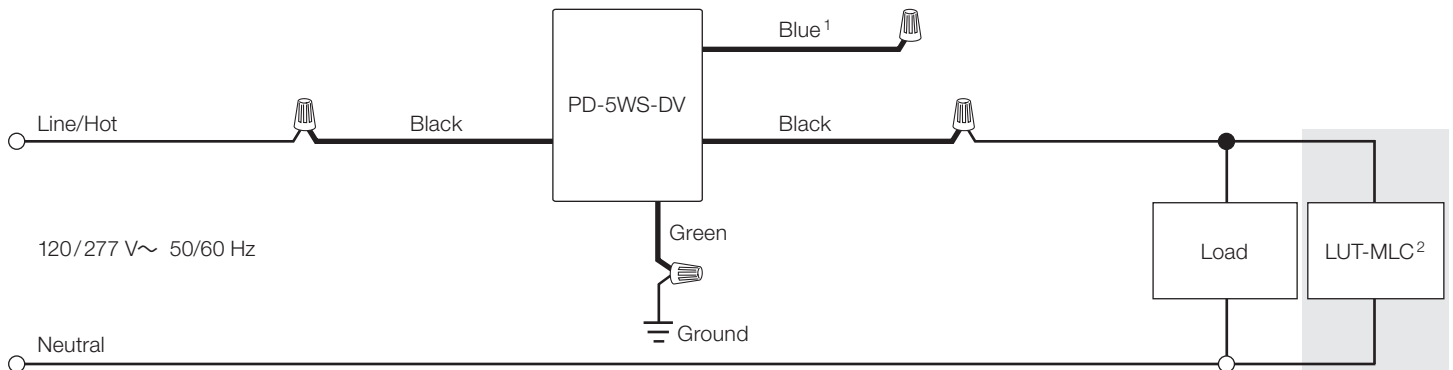 Blue¹
PD-5WS-DV
Line/Hot
Black
Black
Green
120/277 V~ 50/60 Hz
Load
LUT-MLC²
Ground
Neutral